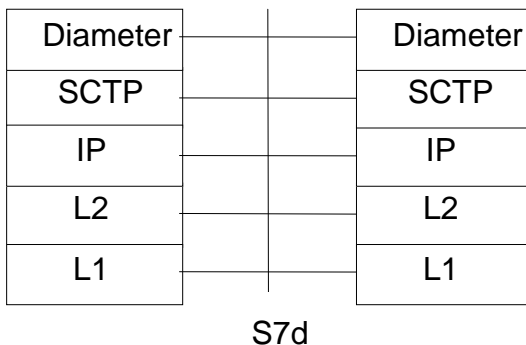 Diameter Diameter
SCTP SCTP
IP IP
L2 L2
L1 L1
S7d